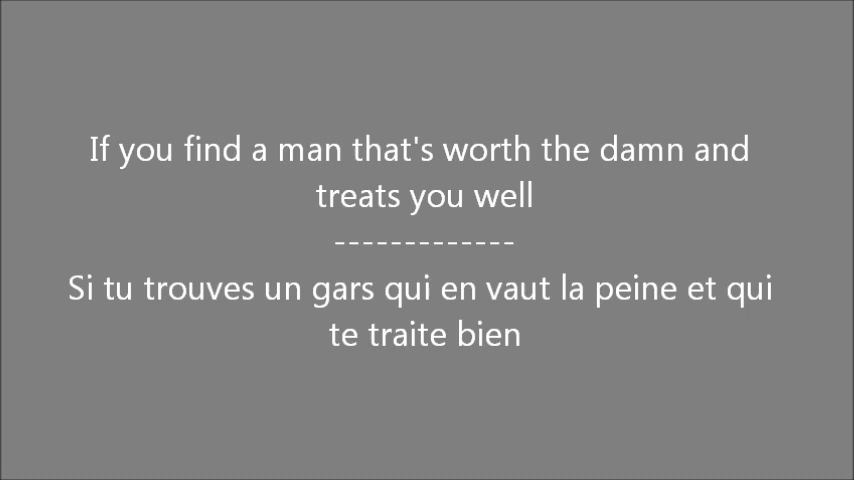 If you find a man that's worth the damn and
treats you well
-------------
Si tu trouves un gars qui en vaut la peine et qui
te traite bien